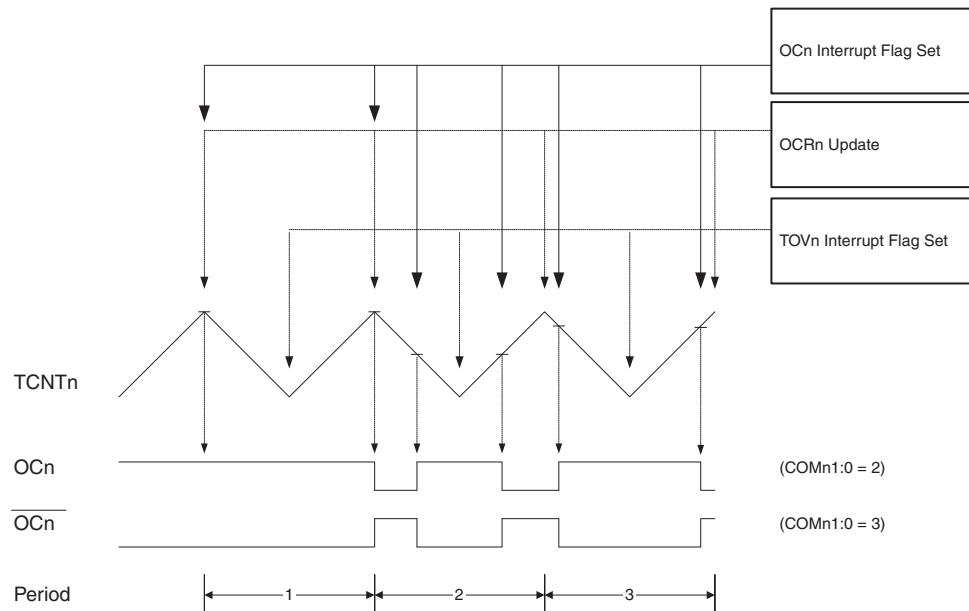 OCn Interrupt Flag Set
OCRn Update
TOVn Interrupt Flag Set
TCNTn
OCn
(COMn1:0 = 2)
OCn
(COMn1:0 = 3)
Period
1
2
3